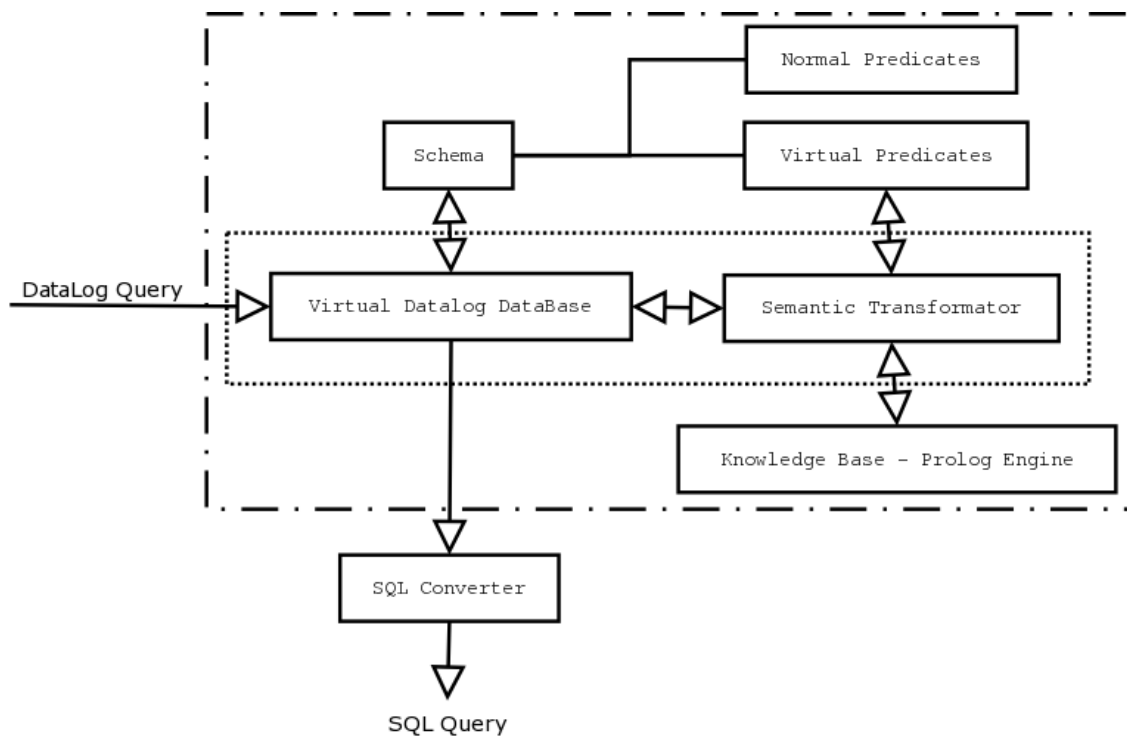 Normal Predicates
Schema
Virtual Predicates
DataLog Query
Virtual Datalog DataBase
Semantic Transformator
Knowledge Base - Prolog Engine
SQL Converter
SQL Query